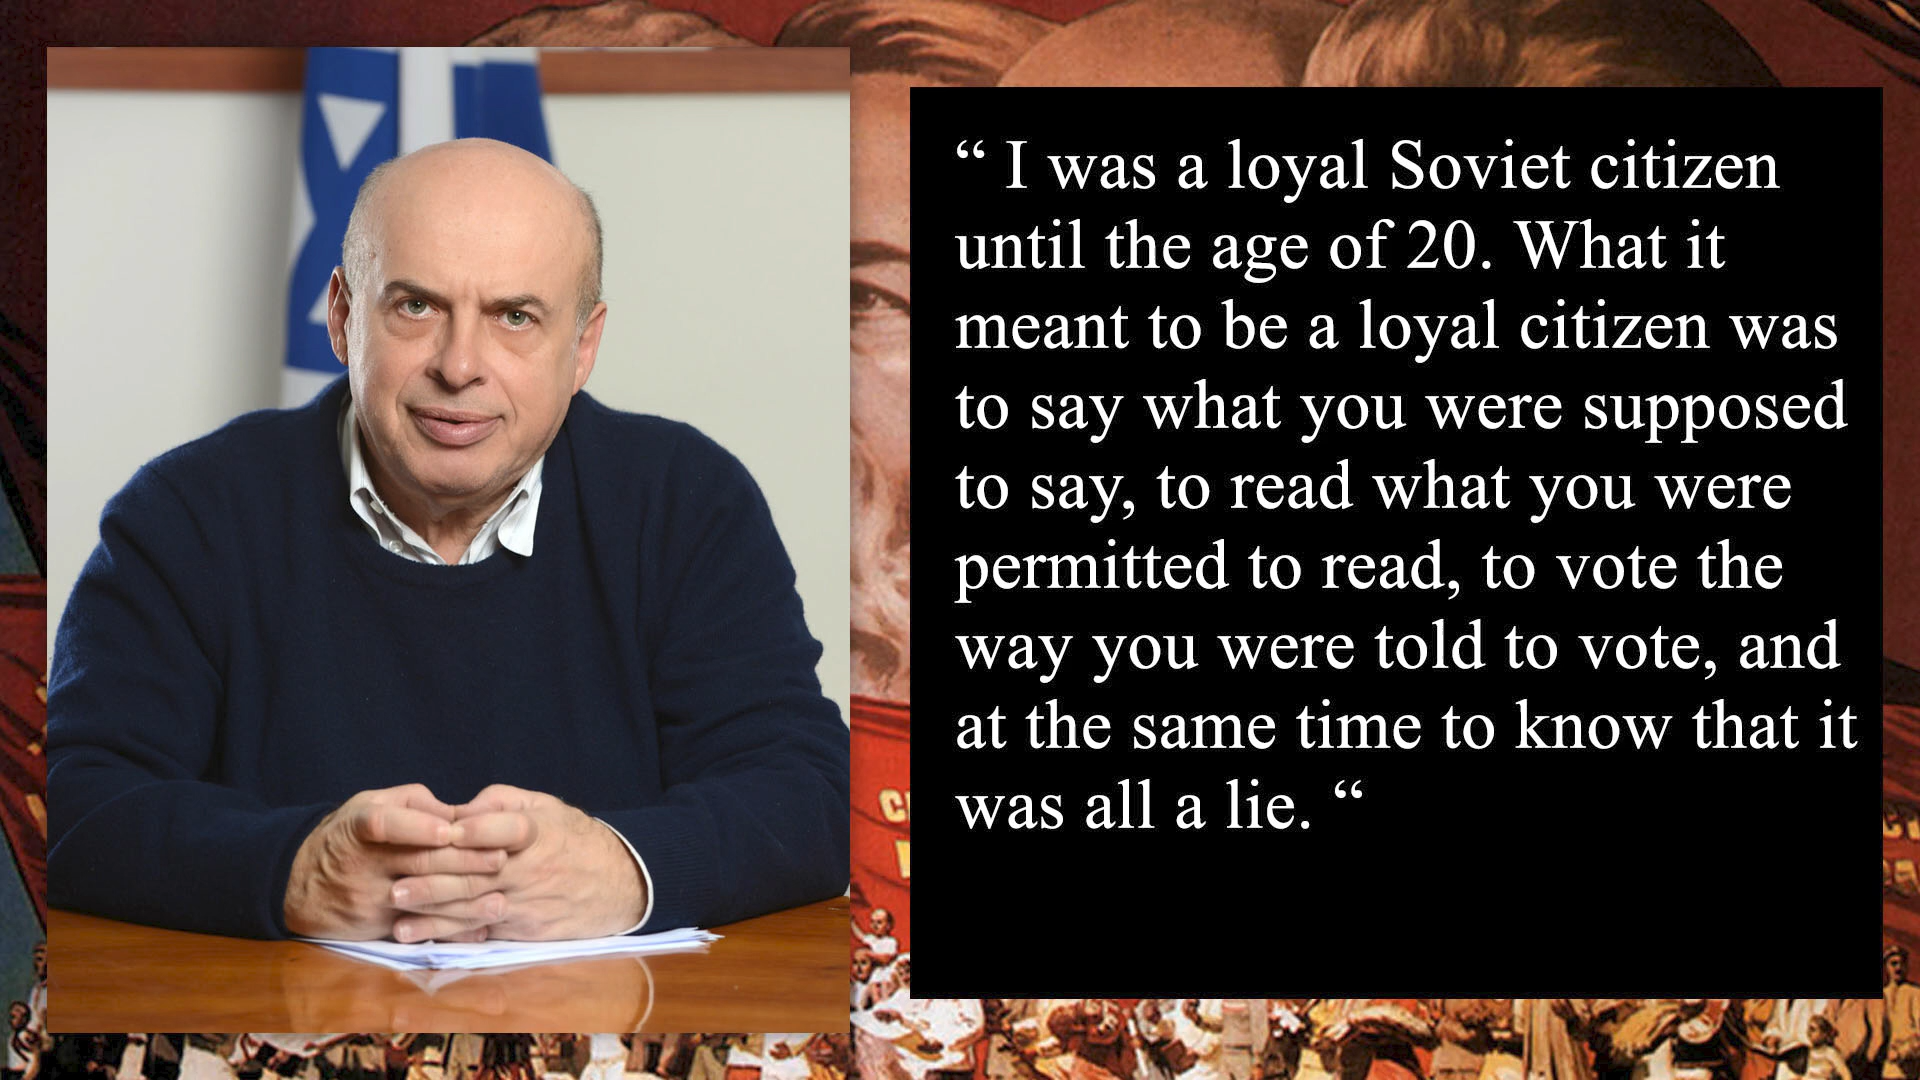 “ I was a loyal Soviet citizen
until the age of 20. What it
meant to be a loyal citizen was
to say what you were supposed
to say, to read what you were
permitted to read, to vote the
way you were told to vote, and
at the same time to know that it
was all a lie. “